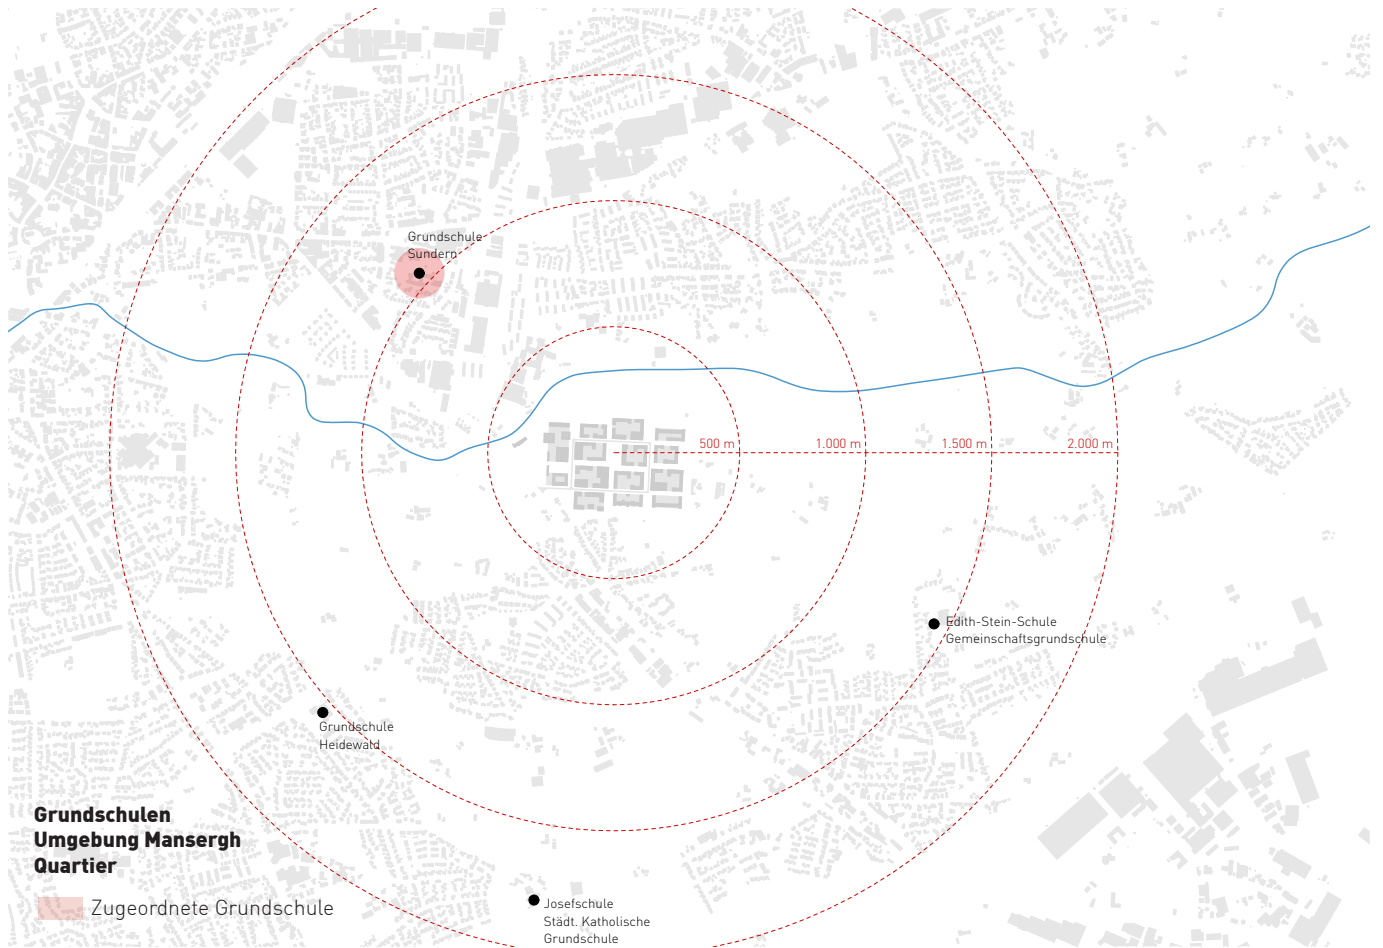 Grundschule
Sundern
500 m
1.000 m
1.500 m
2.000 m
Edith-Stein-Schule
Gemeinschaftsgrundschule
Grundschule
Heidewald
Grundschulen
Umgebung Mansergh
Quartier
Zugeordnete Grundschule
Josefschule
Städt. Katholische
Grundschule